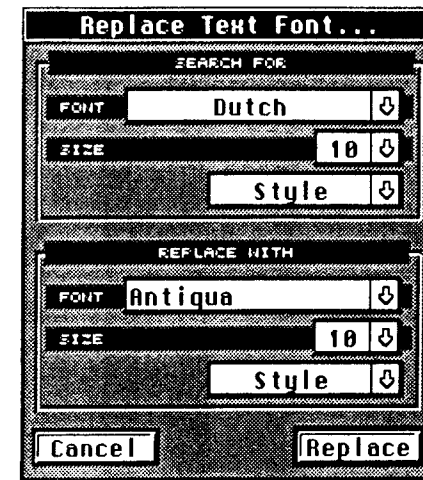 Replace Text Font...
SEARCH FOR
FONT Dutch
SIZE 10
Style
REPLACE WITH
FONT Antiqua
SIZE 10
Style
Cancel Replace